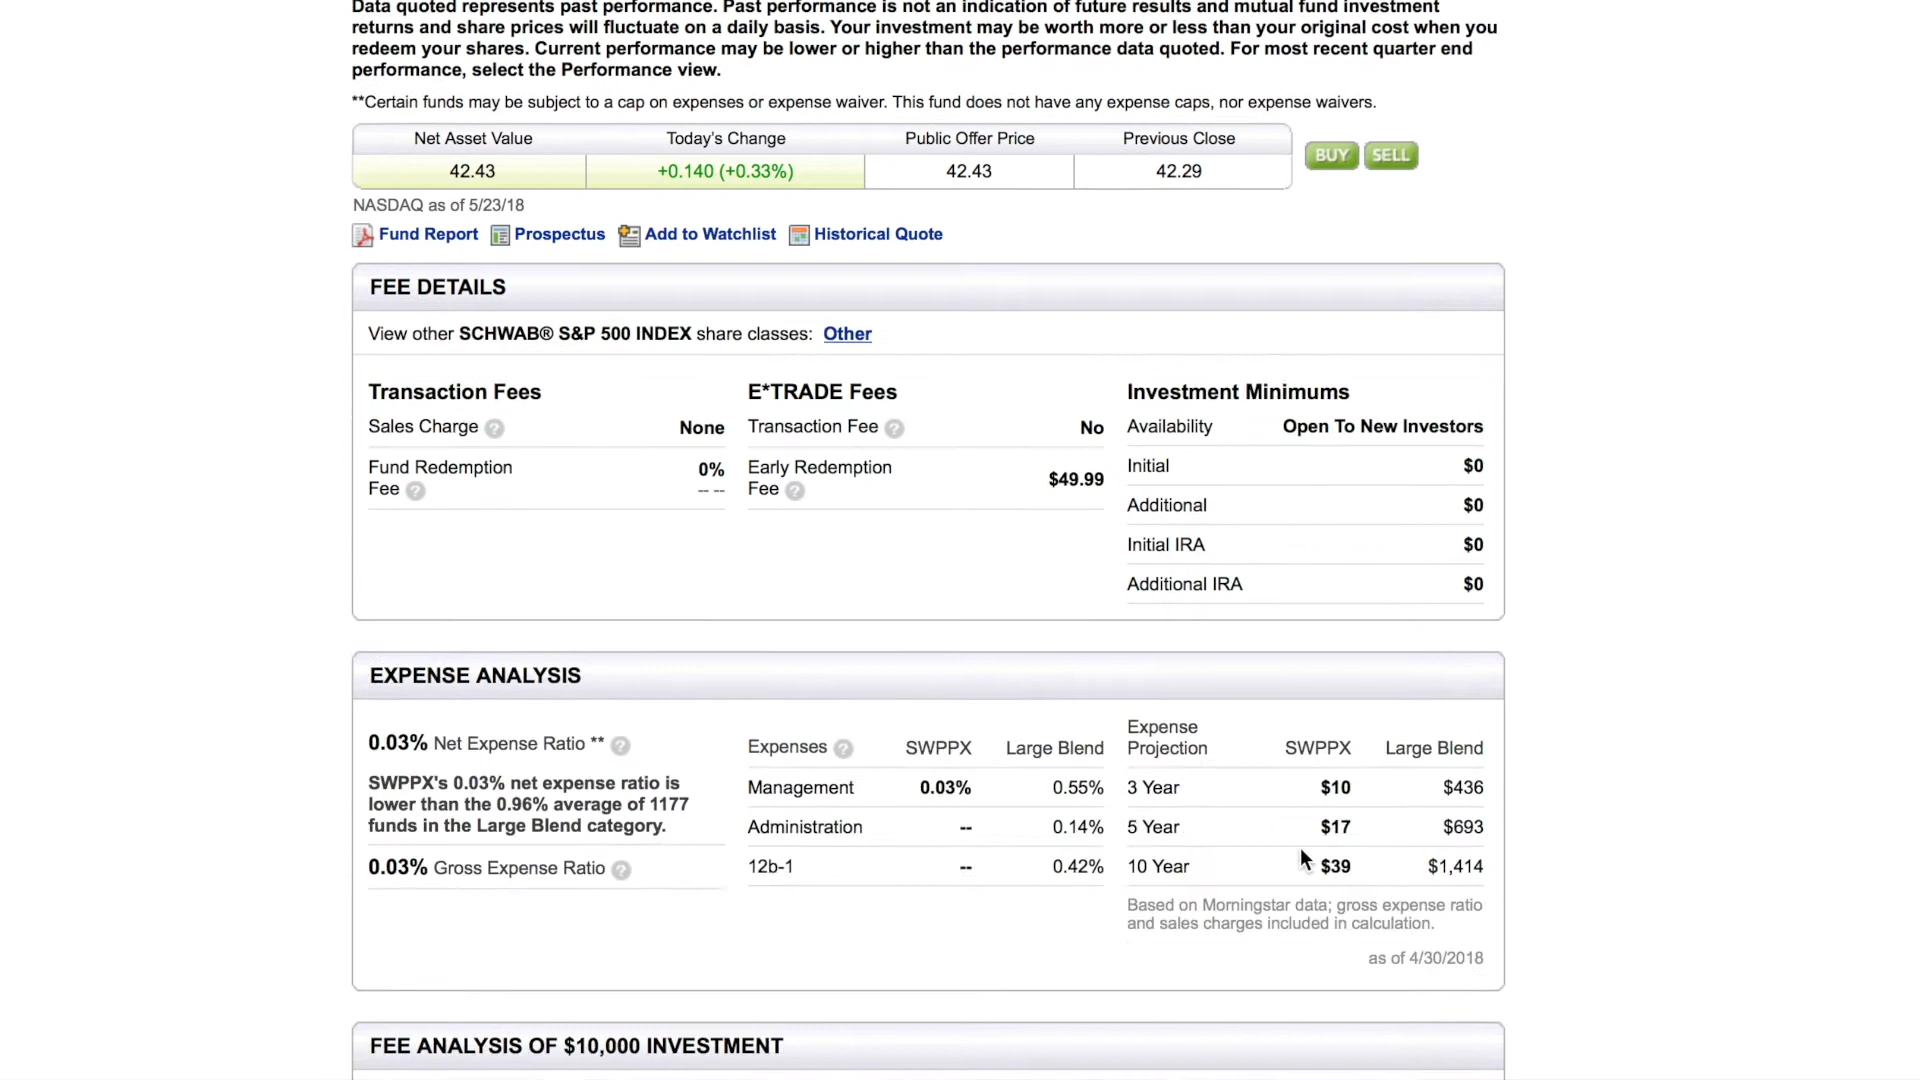 Data quoted represents past performance. Past performance is not an indication of future results and mutual fund investment
returns and share prices will fluctuate on a daily basis. Your investment may be worth more or less than your original cost when you
redeem your shares. Current performance may be lower or higher than the performance data quoted. For most recent quarter end
performance, select the Performance view.
**Certain funds may be subject to a cap on expenses or expense waiver. This fund does not have any expense caps, nor expense waivers.
Net Asset Value Today's Change Public Offer Price Previous Close
42.43 +0.140 (+0.33%) 42.43 42.29
BUY SELL
NASDAQ as of 5/23/18
Fund Report Prospectus Add to Watchlist Historical Quote
FEE DETAILS
View other SCHWAB® S&P 500 INDEX share classes: Other
Transaction Fees
Sales Charge ? None
Fund Redemption
Fee ? 0%
-- --
E*TRADE Fees
Transaction Fee ? No
Early Redemption
Fee ? $49.99
Investment Minimums
Availability Open To New Investors
Initial $0
Additional $0
Initial IRA $0
Additional IRA $0
EXPENSE ANALYSIS
0.03% Net Expense Ratio ** ?
SWPPX's 0.03% net expense ratio is
lower than the 0.96% average of 1177
funds in the Large Blend category.
0.03% Gross Expense Ratio ?
Expenses ? SWPPX Large Blend
Management 0.03% 0.55%
Administration -- 0.14%
12b-1 -- 0.42%
Expense
Projection SWPPX Large Blend
3 Year $10 $436
5 Year $17 $693
10 Year $39 $1,414
Based on Morningstar data; gross expense ratio
and sales charges included in calculation.
as of 4/30/2018
FEE ANALYSIS OF $10,000 INVESTMENT